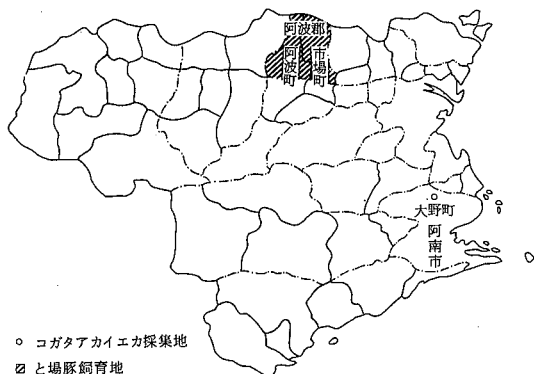 阿波郡
阿波町
市場町
大野町
阿南市
○ コガタアカイエカ採集地
▨ と場豚飼育地